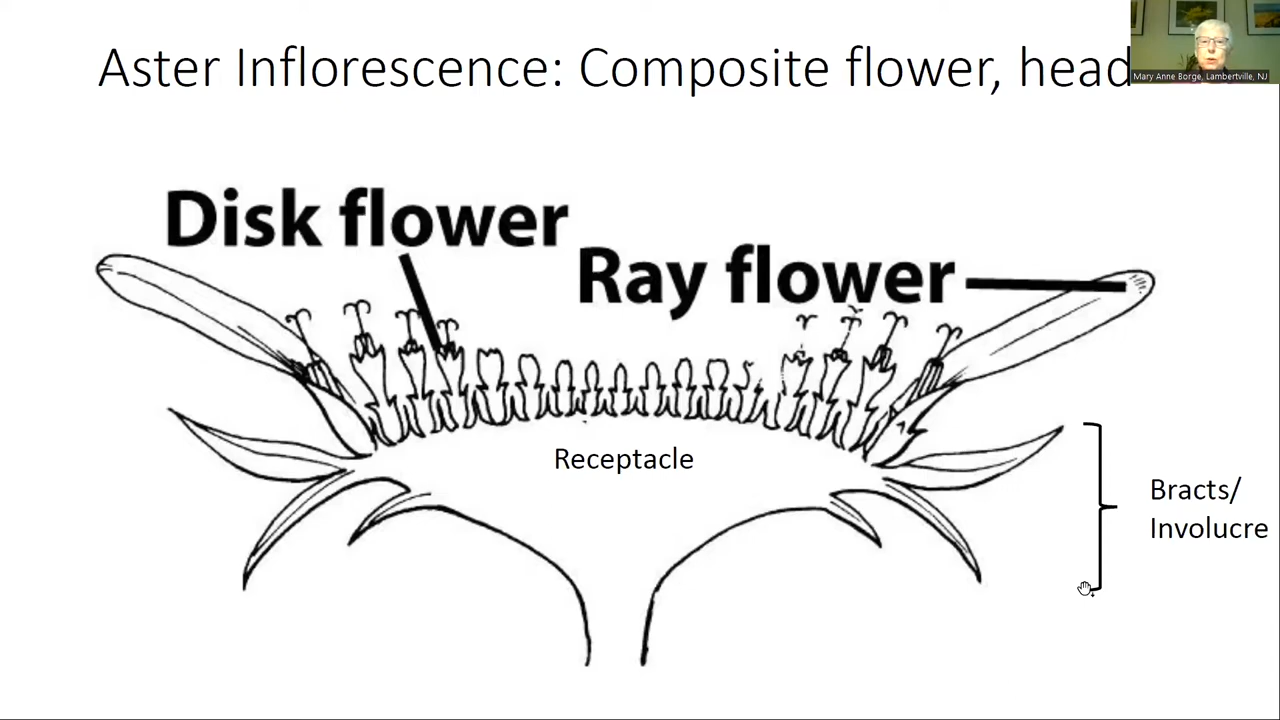 Aster Inflorescence: Composite flower, head
Mary Anne Borge, Lambertville, NJ
Disk flower
Ray flower
Receptacle
Bracts/
Involucre